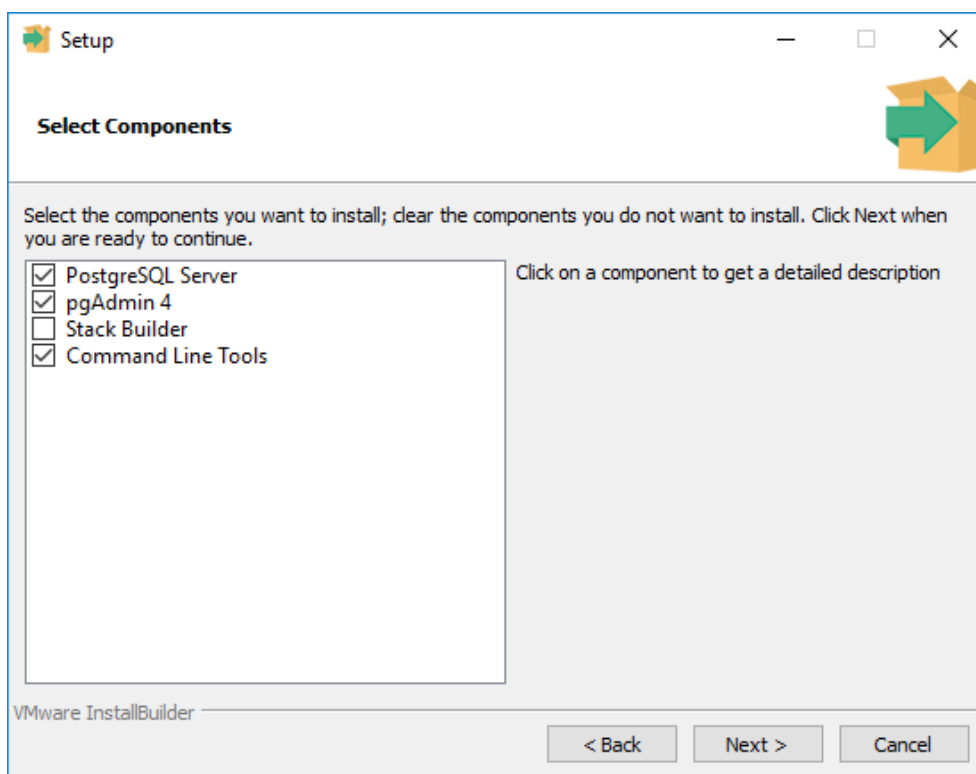 Setup
Select Components
Select the components you want to install; clear the components you do not want to install. Click Next when
you are ready to continue.
PostgreSQL Server
pgAdmin 4
Stack Builder
Command Line Tools
Click on a component to get a detailed description
VMware InstallBuilder
< Back
Next >
Cancel